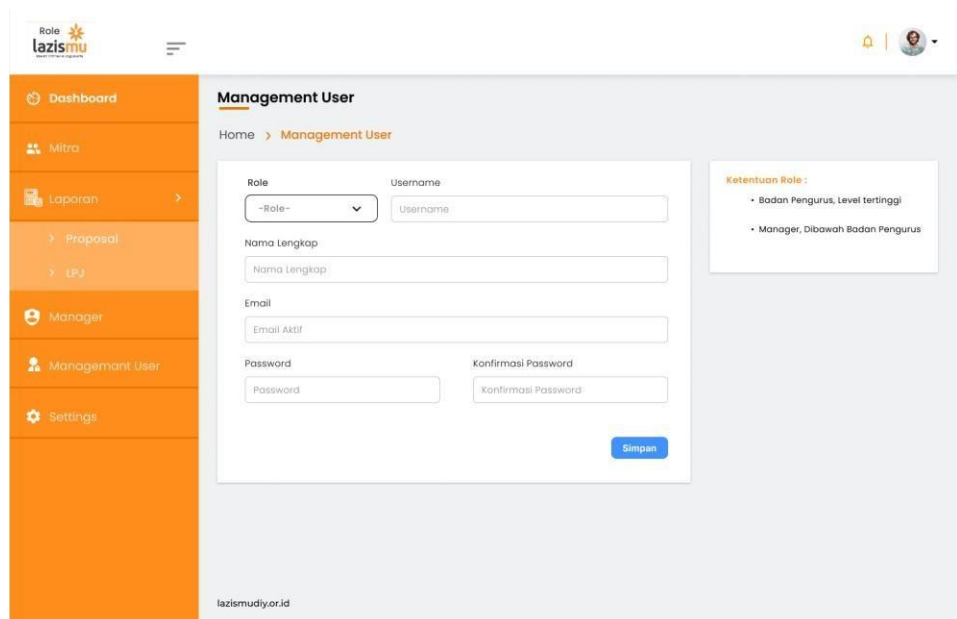 Role
lazismu
Dashboard
Mitra
Laporan
Proposal
LPJ
Manager
Managemant User
Settings
Management User
Home > Management User
Role
Username
-Role-
Username
Nama Lengkap
Nama Lengkap
Email
Email Aktif
Password
Konfirmasi Password
Password
Konfirmasi Password
Simpan
Ketentuan Role :
• Badan Pengurus, Level tertinggi
• Manager, Dibawah Badan Pengurus
lazismudiy.or.id